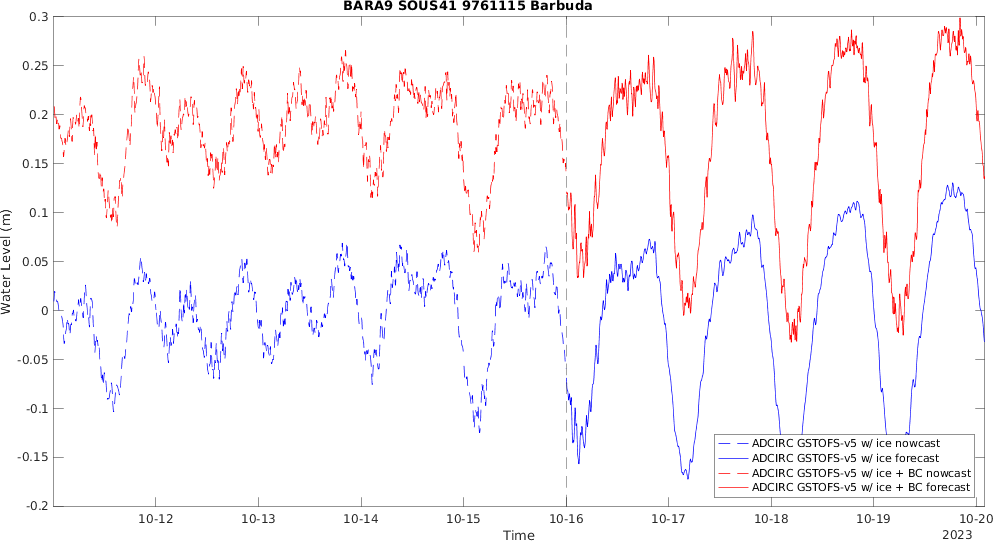 BARA9 SOUS41 9761115 Barbuda
0.3
0.25
0.2
0.15
0.1
0.05
0
-0.05
-0.1
-0.15
-0.2
Water Level (m)
10-12 10-13 10-14 10-15 10-16 10-17 10-18 10-19 10-20
Time
2023
ADCIRC GSTOFS-v5 w/ ice nowcast
ADCIRC GSTOFS-v5 w/ ice forecast
ADCIRC GSTOFS-v5 w/ ice + BC nowcast
ADCIRC GSTOFS-v5 w/ ice + BC forecast